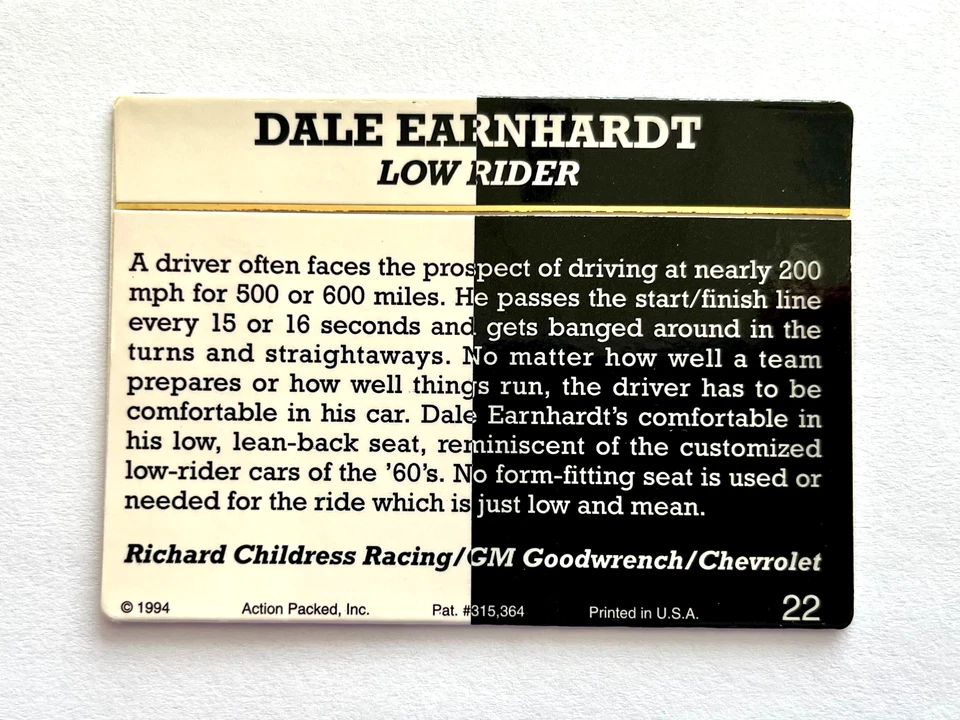 DALE EARNHARDT
LOW RIDER
A driver often faces the prospect of driving at nearly 200
mph for 500 or 600 miles. He passes the start/finish line
every 15 or 16 seconds and gets banged around in the
turns and straightaways. No matter how well a team
prepares or how well things run, the driver has to be
comfortable in his car. Dale Earnhardt's comfortable in
his low, lean-back seat, reminiscent of the customized
low-rider cars of the '60's. No form-fitting seat is used or
needed for the ride which is just low and mean.
Richard Childress Racing/GM Goodwrench/Chevrolet
© 1994 Action Packed, Inc. Pat. #315,364 Printed in U.S.A. 22